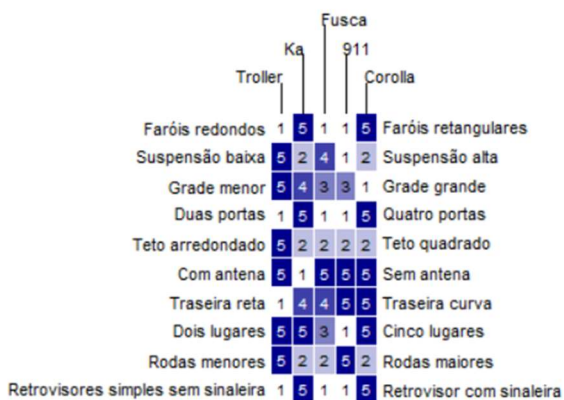 Fusca
Ka 911
Troller Corolla
Faróis redondos 1 5 1 1 5 Faróis retangulares
Suspensão baixa 5 2 4 1 2 Suspensão alta
Grade menor 5 4 3 3 1 Grade grande
Duas portas 1 5 1 1 5 Quatro portas
Teto arredondado 5 2 2 2 2 Teto quadrado
Com antena 5 1 5 5 5 Sem antena
Traseira reta 1 4 4 5 5 Traseira curva
Dois lugares 5 5 3 1 5 Cinco lugares
Rodas menores 5 2 2 5 2 Rodas maiores
Retrovisores simples sem sinaleira 1 5 1 1 5 Retrovisor com sinaleira